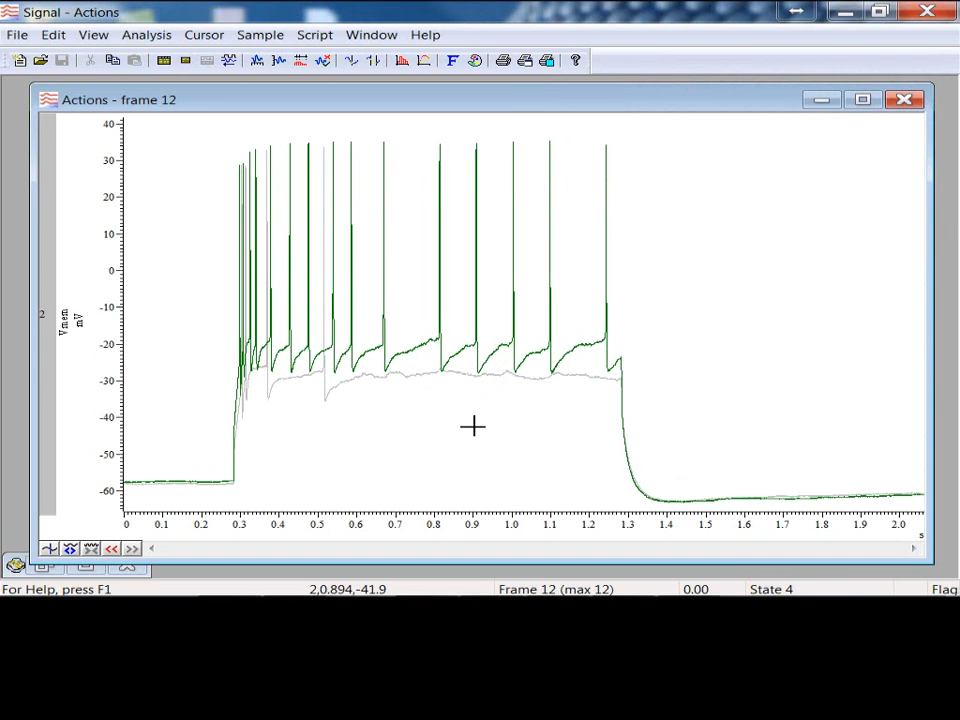 Signal - Actions
File Edit View Analysis Cursor Sample Script Window Help
Actions - frame 12
40
30
20
10
0
-10
-20
-30
-40
-50
-60
2
Vmem
mV
0 0.1 0.2 0.3 0.4 0.5 0.6 0.7 0.8 0.9 1.0 1.1 1.2 1.3 1.4 1.5 1.6 1.7 1.8 1.9 2.0
s
For Help, press F1 2,0.894,-41.9 Frame 12 (max 12) 0.00 State 4 Flag